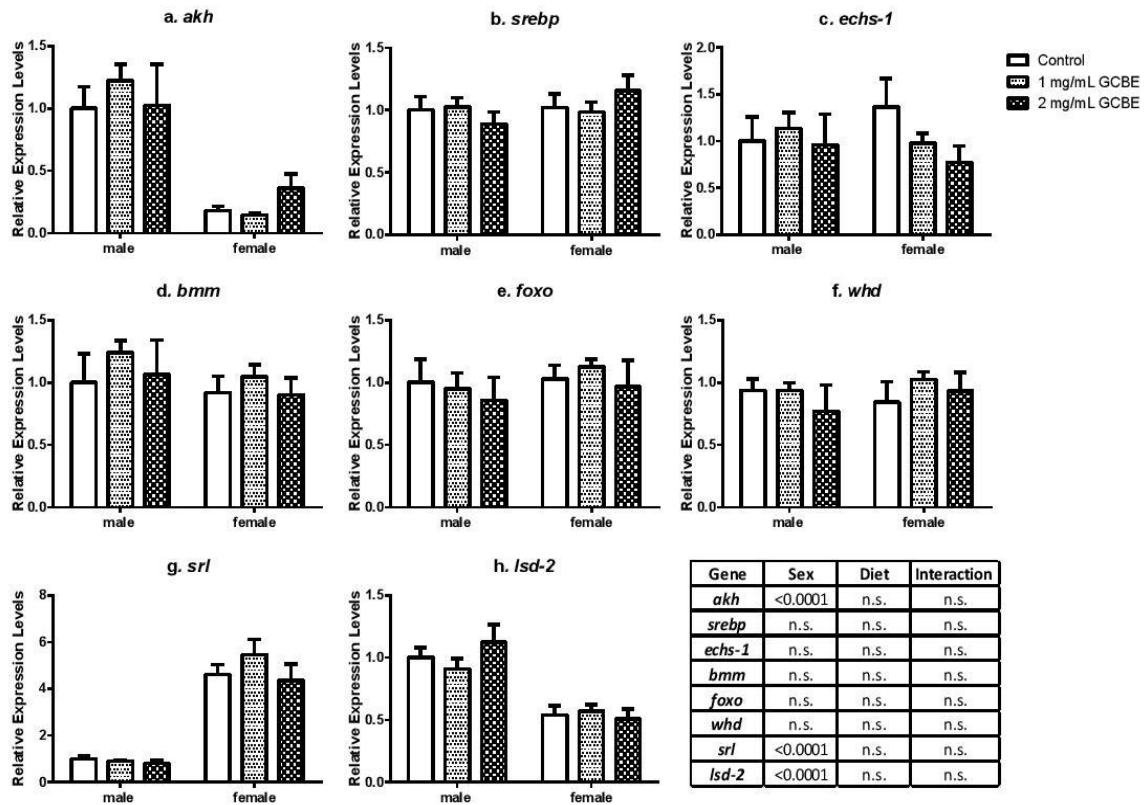 a. akh
Relative Expression Levels
1.5
1.0
0.5
0.0
male
female
b. srebp
Relative Expression Levels
1.5
1.0
0.5
0.0
male
female
c. echs-1
Relative Expression Levels
2.0
1.5
1.0
0.5
0.0
male
female
Control
1 mg/mL GCBE
2 mg/mL GCBE
d. bmm
Relative Expression Levels
1.5
1.0
0.5
0.0
male
female
e. foxo
Relative Expression Levels
1.5
1.0
0.5
0.0
male
female
f. whd
Relative Expression Levels
1.5
1.0
0.5
0.0
male
female
g. srl
Relative Expression Levels
8
6
4
2
0
male
female
h. lsd-2
Relative Expression Levels
1.5
1.0
0.5
0.0
male
female
Gene Sex Diet Interaction
akh <0.0001 n.s. n.s.
srebp n.s. n.s. n.s.
echs-1 n.s. n.s. n.s.
bmm n.s. n.s. n.s.
foxo n.s. n.s. n.s.
whd n.s. n.s. n.s.
srl <0.0001 n.s. n.s.
lsd-2 <0.0001 n.s. n.s.